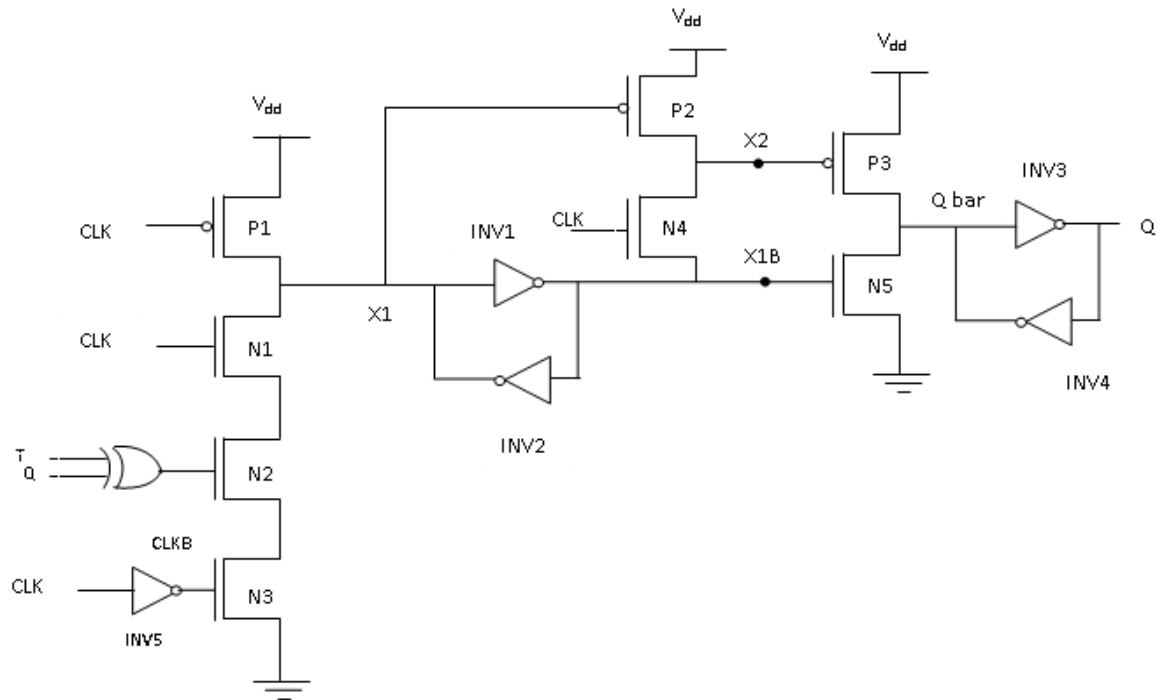 Vdd
Vdd
Vdd
P2
X2
P3
INV3
CLK
P1
CLK
N4
Q bar
Q
INV1
X1B
N5
X1
CLK
N1
INV4
INV2
T
Q
N2
CLKB
CLK
N3
INV5